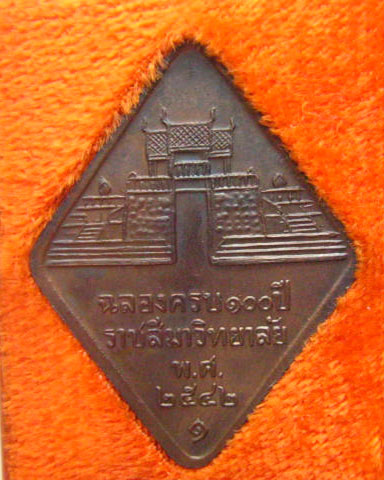 ฉลองครบ๑๐๐ปี
ราชสีมาวิทยาลัย
พ.ศ.
๒๕๔๒
๑